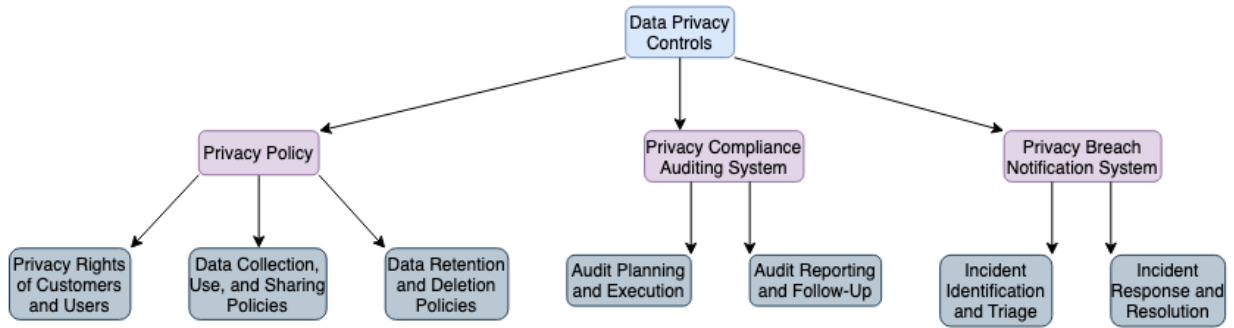 Data Privacy
Controls
Privacy Policy
Privacy Compliance
Auditing System
Privacy Breach
Notification System
Privacy Rights
of Customers
and Users
Data Collection,
Use, and Sharing
Policies
Data Retention
and Deletion
Policies
Audit Planning
and Execution
Audit Reporting
and Follow-Up
Incident
Identification
and Triage
Incident
Response and
Resolution